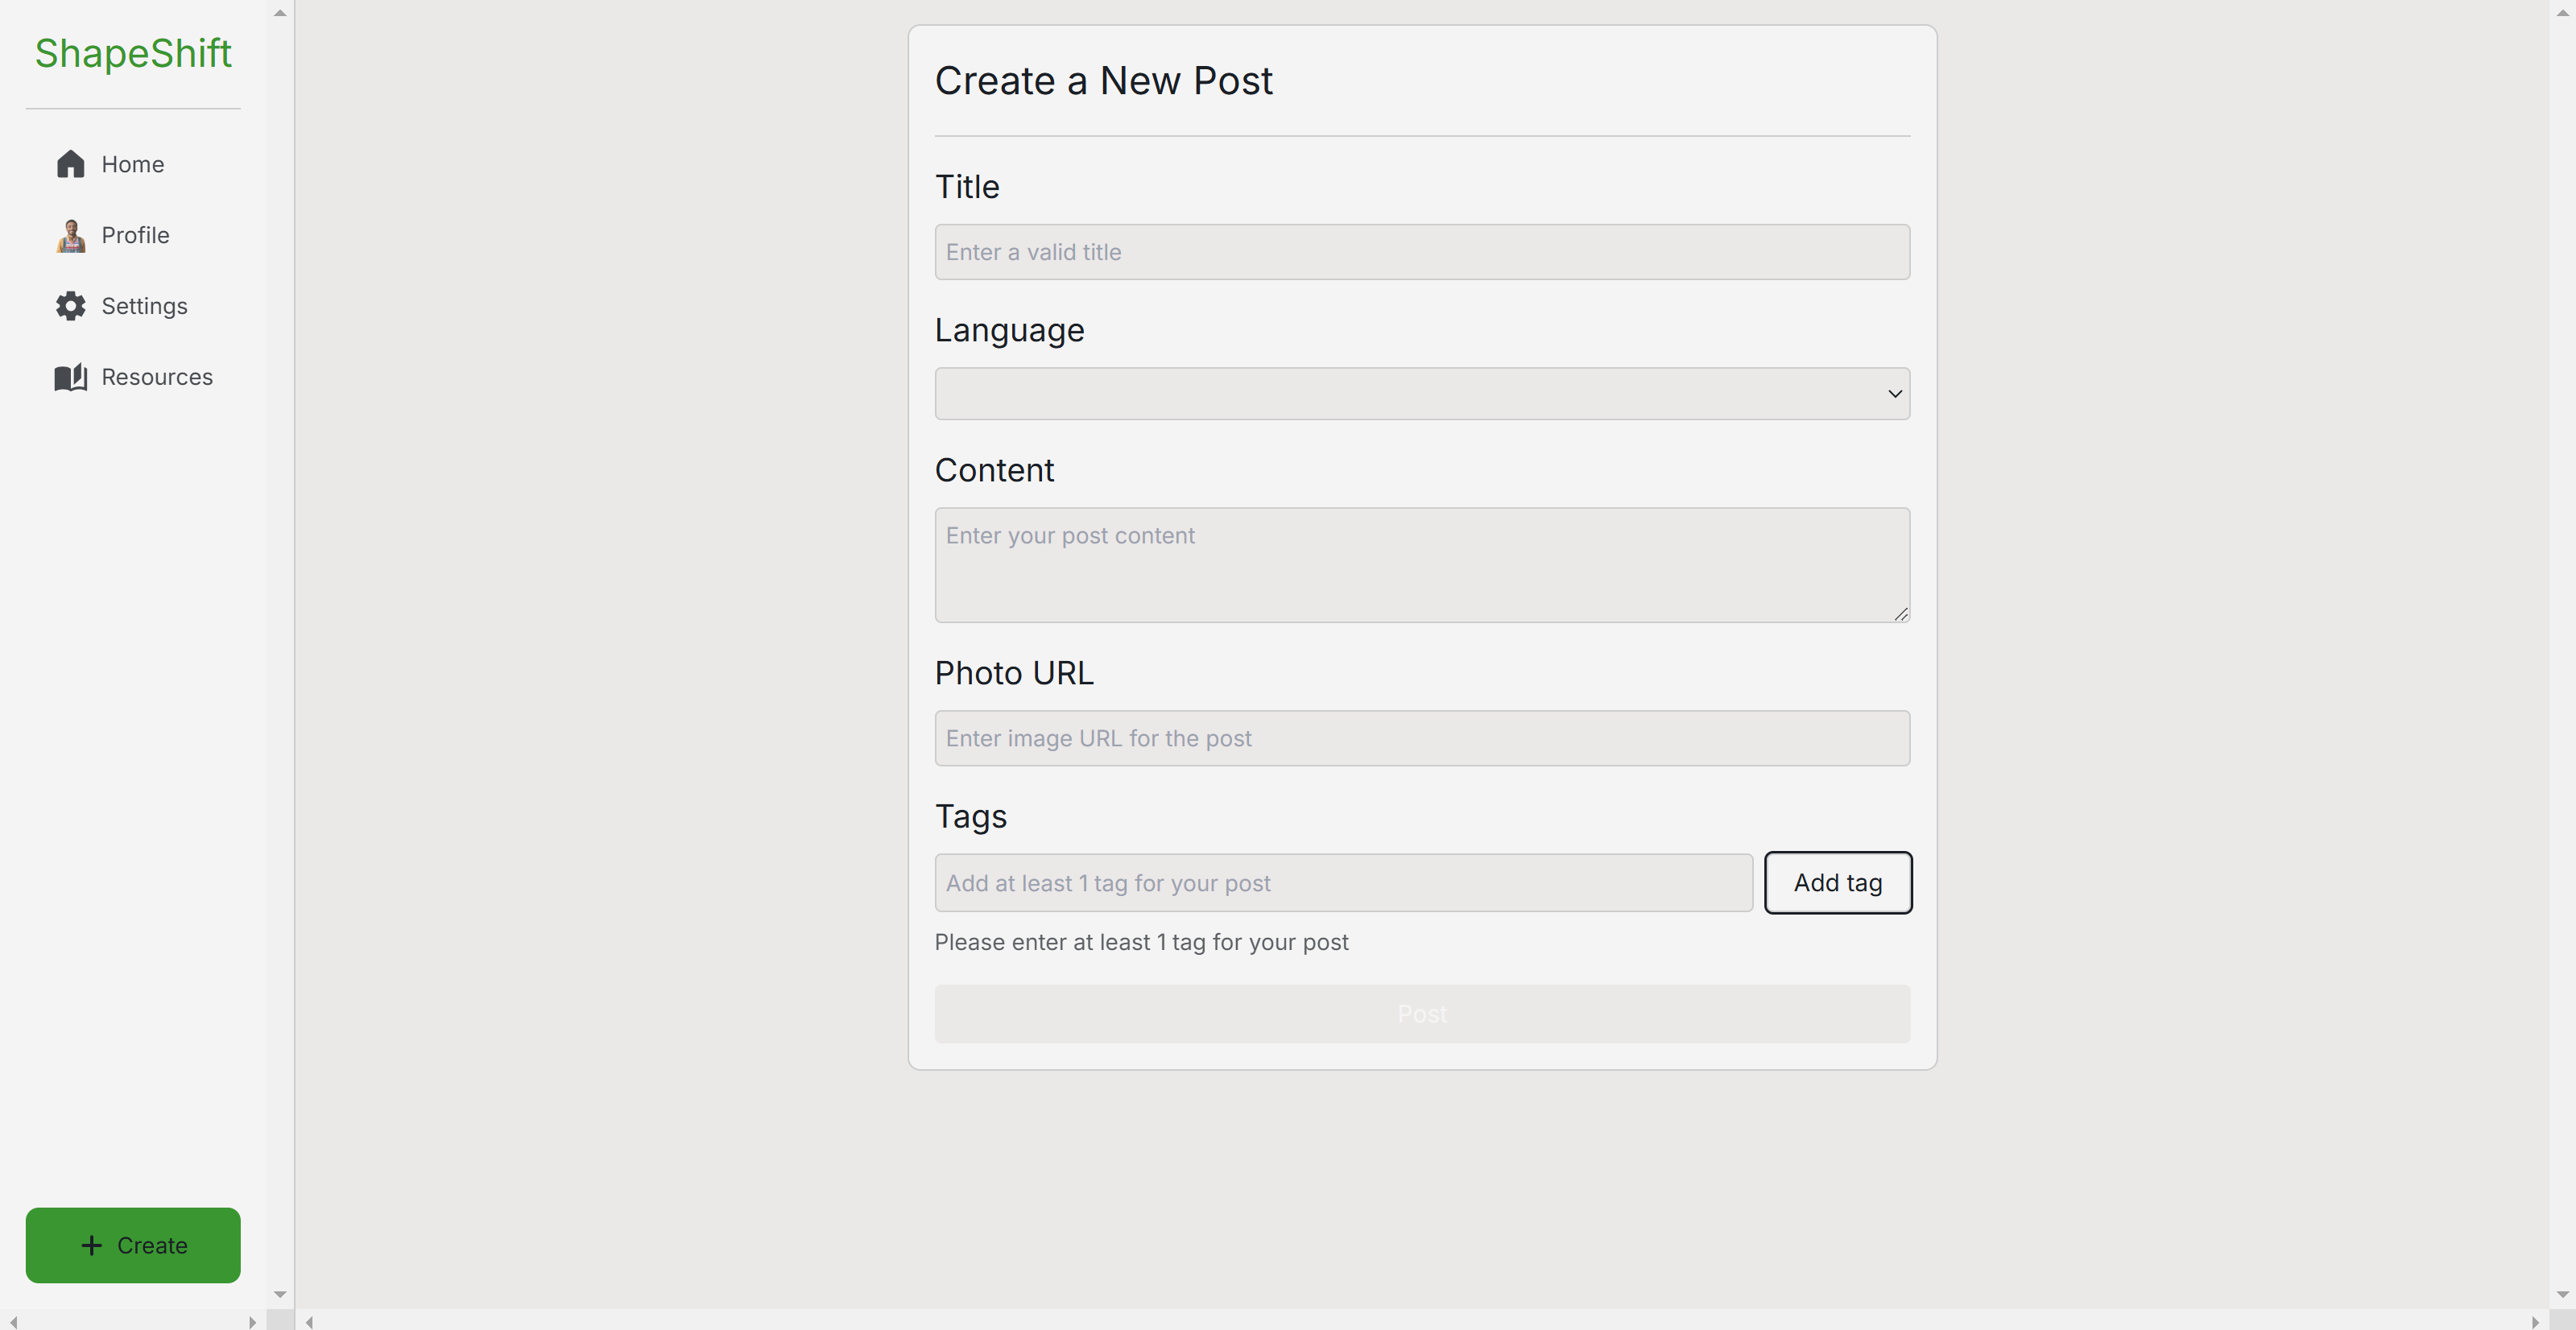 ShapeShift
Home
Profile
Settings
Resources
Create
Create a New Post
Title
Enter a valid title
Language
Content
Enter your post content
Photo URL
Enter image URL for the post
Tags
Add at least 1 tag for your post
Add tag
Please enter at least 1 tag for your post
Post